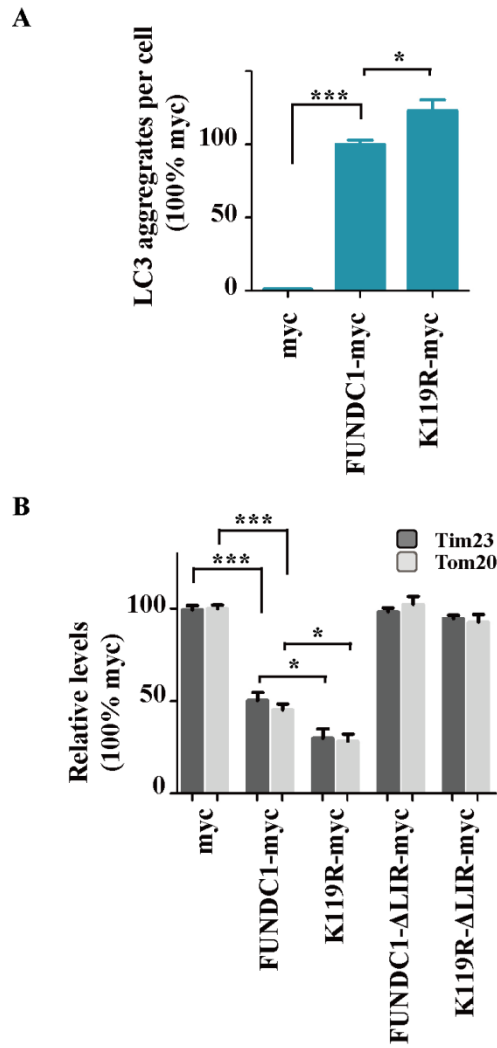 A
LC3 aggregrates per cell
(100% myc)
***
*
100
50
0
myc
FUNDC1-myc
K119R-myc
B
Relative levels
(100% myc)
Tim23
Tom20
***
***
*
*
100
50
0
myc
FUNDC1-myc
K119R-myc
FUNDC1-ΔLIR-myc
K119R-ΔLIR-myc